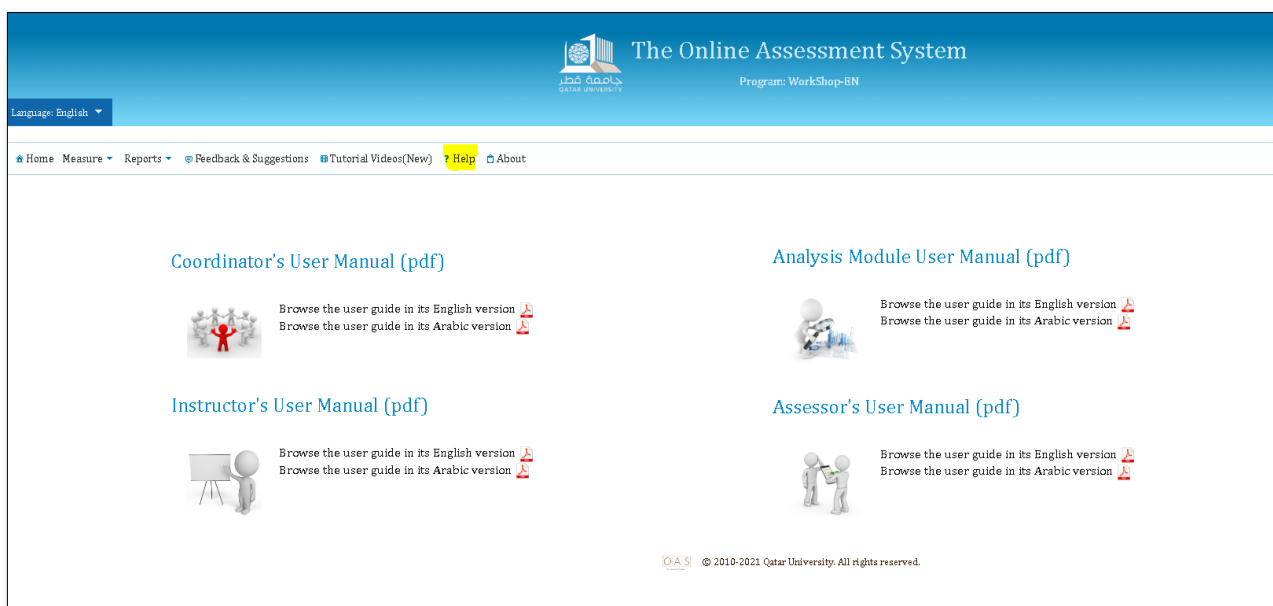 The Online Assessment System
جامعة قطر
QATAR UNIVERSITY
Program: WorkShop-EN
Language: English
Home Measure Reports Feedback & Suggestions Tutorial Videos(New) ? Help About
Coordinator's User Manual (pdf)
Browse the user guide in its English version
Browse the user guide in its Arabic version
Analysis Module User Manual (pdf)
Browse the user guide in its English version
Browse the user guide in its Arabic version
Instructor's User Manual (pdf)
Browse the user guide in its English version
Browse the user guide in its Arabic version
Assessor's User Manual (pdf)
Browse the user guide in its English version
Browse the user guide in its Arabic version
OAS © 2010-2021 Qatar University. All rights reserved.